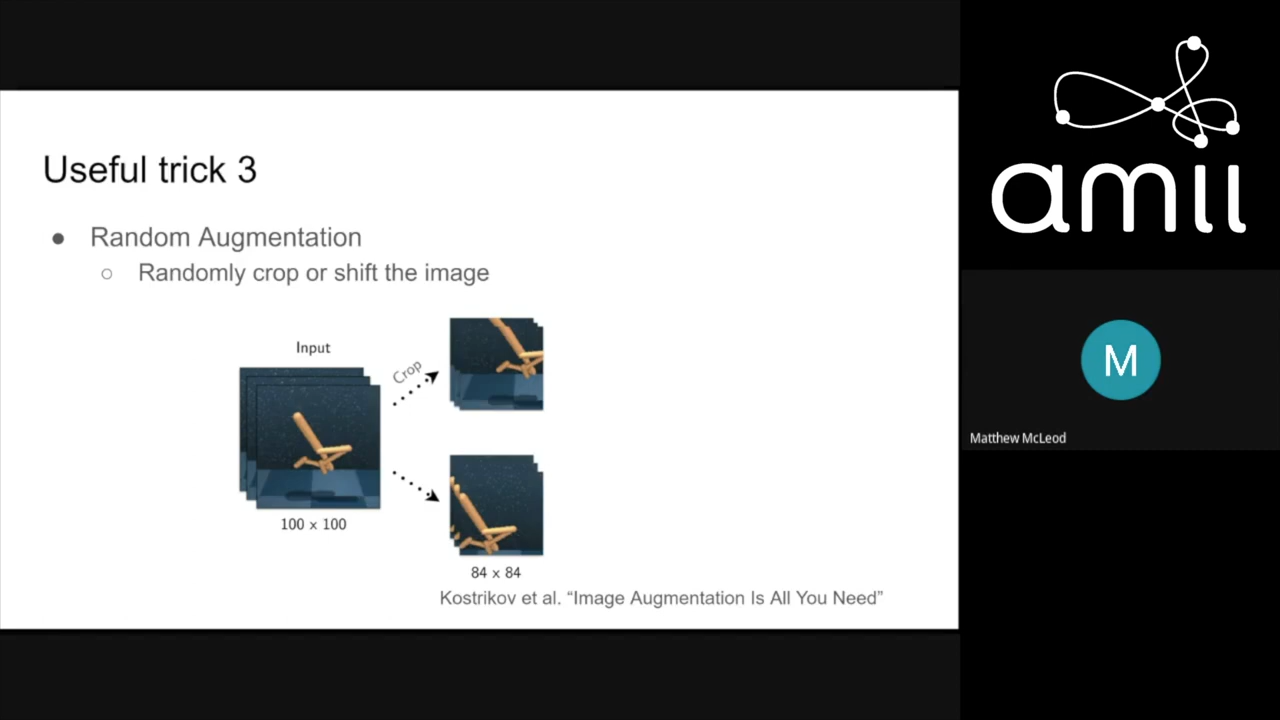 Useful trick 3
● Random Augmentation
○ Randomly crop or shift the image
Input
Crop
100 × 100
84 × 84
Kostrikov et al. “Image Augmentation Is All You Need”
amii
M
Matthew McLeod